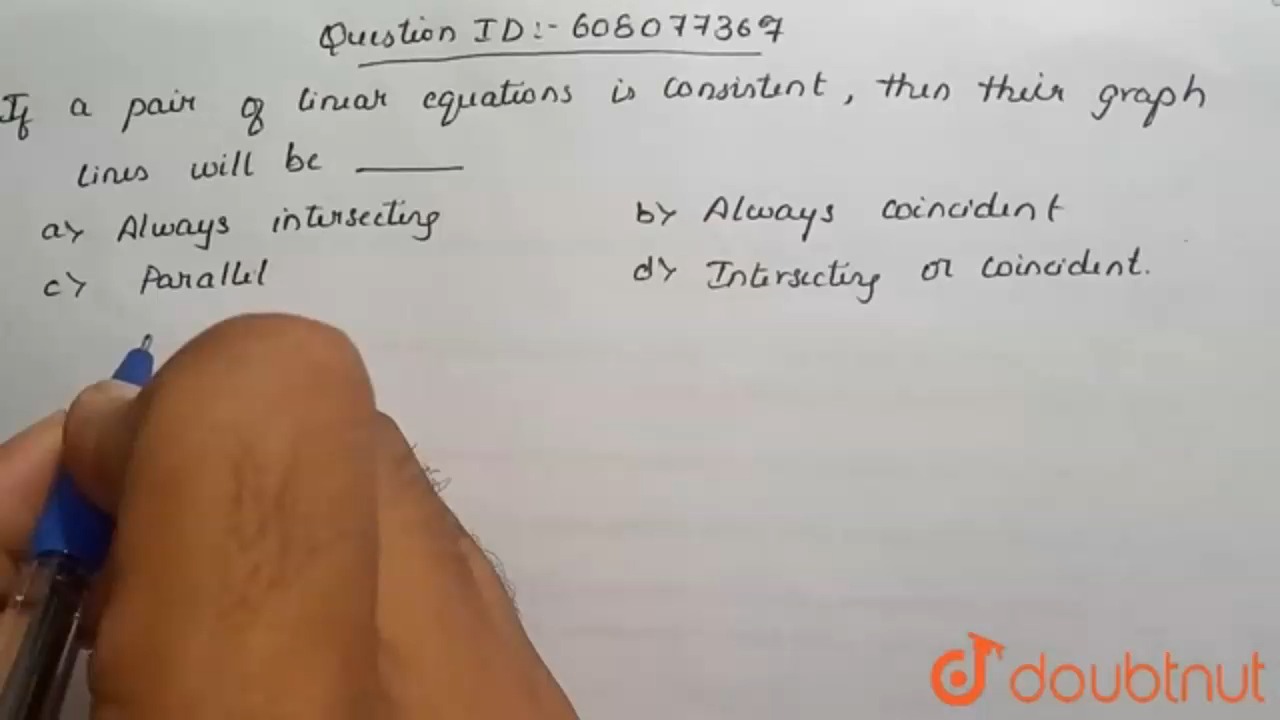 Question ID:- 608077367
If a pair of linear equations is consistent, then their graph
lines will be _____
a> Always intersecting
b> Always coincident
c> Parallel
d> Intersecting or coincident.
doubtnut